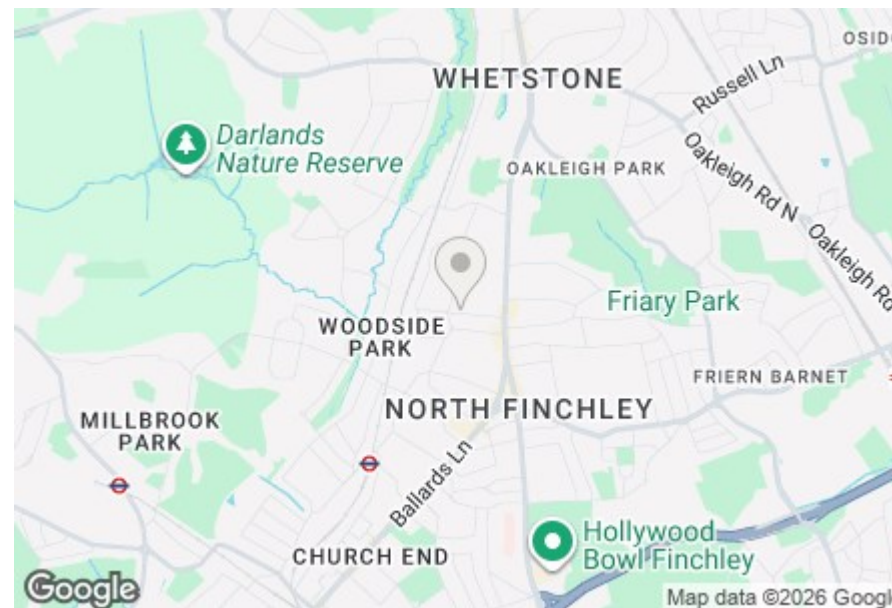 OSID
WHETSTONE
Russell Ln
Darlands
Nature Reserve
OAKLEIGH PARK
Oakleigh Rd N
Oakleigh Rd
Friary Park
WOODSIDE
PARK
FRIERN BARNET
NORTH FINCHLEY
MILLBROOK
PARK
Ballards Ln
CHURCH END
Hollywood
Bowl Finchley
Google
Map data ©2026 Googl